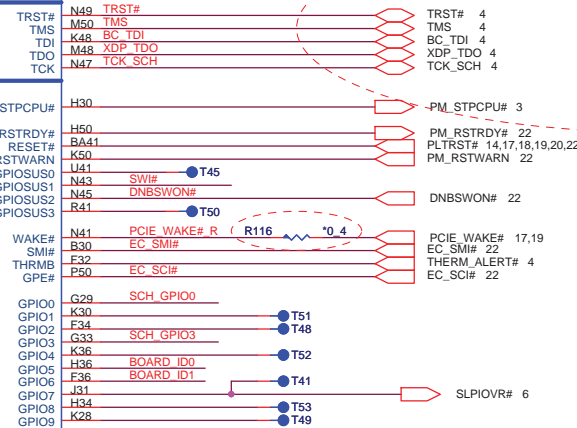 TRST# N49 TRST# TRST# 4
TMS M50 TMS TMS 4
TDI K48 BC_TDI BC_TDI 4
TDO M48 XDP_TDO XDP_TDO 4
TCK N47 TCK_SCH TCK_SCH 4
STPCPU# H30 PM_STPCPU# 3
RSTRDY# H50 PM_RSTRDY# 22
RESET# BA41 PLTRST# 14,17,18,19,20,22
RSTWARN K50 PM_RSTWARN 22
GPIOSUS0 U41 T45
GPIOSUS1 N43 SWI#
GPIOSUS2 N45 DNBSWON# DNBSWON# 22
GPIOSUS3 R41 T50
WAKE# N41 PCIE_WAKE#_R R116 *0_4 PCIE_WAKE# 17,19
SMI# B30 EC_SMI# EC_SMI# 22
THRMB F32 THERM_ALERT# 4
GPE# P50 EC_SCI# EC_SCI# 22
GPIO0 G29 SCH_GPIO0
GPIO1 K30 T51
GPIO2 F34 T48
GPIO3 G33 SCH_GPIO3
GPIO4 K36 T52
GPIO5 H36 BOARD_ID0
GPIO6 F36 BOARD_ID1 T41
GPIO7 J31 SLPIOVR# 6
GPIO8 H34 T53
GPIO9 K28 T49